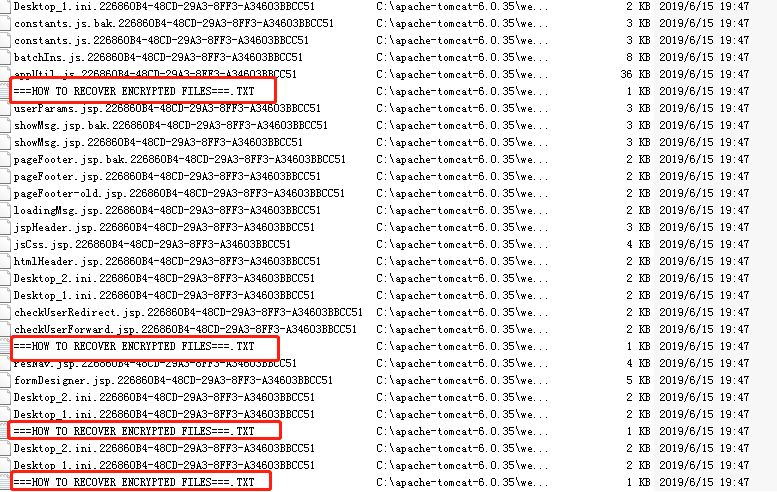 Desktop_1.ini.226860B4-48CD-29A3-8FF3-A34603BBCC51 C:\apache-tomcat-6.0.35\we... 2 KB 2019/6/15 19:47
constants.js.bak.226860B4-48CD-29A3-8FF3-A34603BBCC51 C:\apache-tomcat-6.0.35\we... 3 KB 2019/6/15 19:47
constants.js.226860B4-48CD-29A3-8FF3-A34603BBCC51 C:\apache-tomcat-6.0.35\we... 3 KB 2019/6/15 19:47
batchIns.js.226860B4-48CD-29A3-8FF3-A34603BBCC51 C:\apache-tomcat-6.0.35\we... 8 KB 2019/6/15 19:47
appUtil.js.226860B4-48CD-29A3-8FF3-A34603BBCC51 C:\apache-tomcat-6.0.35\we... 36 KB 2019/6/15 19:47
===HOW TO RECOVER ENCRYPTED FILES===.TXT C:\apache-tomcat-6.0.35\we... 1 KB 2019/6/15 19:47
userParams.jsp.226860B4-48CD-29A3-8FF3-A34603BBCC51 C:\apache-tomcat-6.0.35\we... 3 KB 2019/6/15 19:47
showMsg.jsp.bak.226860B4-48CD-29A3-8FF3-A34603BBCC51 C:\apache-tomcat-6.0.35\we... 3 KB 2019/6/15 19:47
showMsg.jsp.226860B4-48CD-29A3-8FF3-A34603BBCC51 C:\apache-tomcat-6.0.35\we... 3 KB 2019/6/15 19:47
pageFooter.jsp.bak.226860B4-48CD-29A3-8FF3-A34603BBCC51 C:\apache-tomcat-6.0.35\we... 2 KB 2019/6/15 19:47
pageFooter.jsp.226860B4-48CD-29A3-8FF3-A34603BBCC51 C:\apache-tomcat-6.0.35\we... 2 KB 2019/6/15 19:47
pageFooter-old.jsp.226860B4-48CD-29A3-8FF3-A34603BBCC51 C:\apache-tomcat-6.0.35\we... 2 KB 2019/6/15 19:47
loadingMsg.jsp.226860B4-48CD-29A3-8FF3-A34603BBCC51 C:\apache-tomcat-6.0.35\we... 2 KB 2019/6/15 19:47
jspHeader.jsp.226860B4-48CD-29A3-8FF3-A34603BBCC51 C:\apache-tomcat-6.0.35\we... 3 KB 2019/6/15 19:47
jsCss.jsp.226860B4-48CD-29A3-8FF3-A34603BBCC51 C:\apache-tomcat-6.0.35\we... 4 KB 2019/6/15 19:47
htmlHeader.jsp.226860B4-48CD-29A3-8FF3-A34603BBCC51 C:\apache-tomcat-6.0.35\we... 2 KB 2019/6/15 19:47
Desktop_2.ini.226860B4-48CD-29A3-8FF3-A34603BBCC51 C:\apache-tomcat-6.0.35\we... 2 KB 2019/6/15 19:47
Desktop_1.ini.226860B4-48CD-29A3-8FF3-A34603BBCC51 C:\apache-tomcat-6.0.35\we... 2 KB 2019/6/15 19:47
checkUserRedirect.jsp.226860B4-48CD-29A3-8FF3-A34603BBCC51 C:\apache-tomcat-6.0.35\we... 2 KB 2019/6/15 19:47
checkUserForward.jsp.226860B4-48CD-29A3-8FF3-A34603BBCC51 C:\apache-tomcat-6.0.35\we... 2 KB 2019/6/15 19:47
===HOW TO RECOVER ENCRYPTED FILES===.TXT C:\apache-tomcat-6.0.35\we... 1 KB 2019/6/15 19:47
resNav.jsp.226860B4-48CD-29A3-8FF3-A34603BBCC51 C:\apache-tomcat-6.0.35\we... 4 KB 2019/6/15 19:47
formDesigner.jsp.226860B4-48CD-29A3-8FF3-A34603BBCC51 C:\apache-tomcat-6.0.35\we... 5 KB 2019/6/15 19:47
Desktop_2.ini.226860B4-48CD-29A3-8FF3-A34603BBCC51 C:\apache-tomcat-6.0.35\we... 2 KB 2019/6/15 19:47
Desktop_1.ini.226860B4-48CD-29A3-8FF3-A34603BBCC51 C:\apache-tomcat-6.0.35\we... 2 KB 2019/6/15 19:47
===HOW TO RECOVER ENCRYPTED FILES===.TXT C:\apache-tomcat-6.0.35\we... 1 KB 2019/6/15 19:47
Desktop_2.ini.226860B4-48CD-29A3-8FF3-A34603BBCC51 C:\apache-tomcat-6.0.35\we... 2 KB 2019/6/15 19:47
Desktop_1.ini.226860B4-48CD-29A3-8FF3-A34603BBCC51 C:\apache-tomcat-6.0.35\we... 2 KB 2019/6/15 19:47
===HOW TO RECOVER ENCRYPTED FILES===.TXT C:\apache-tomcat-6.0.35\we... 1 KB 2019/6/15 19:47